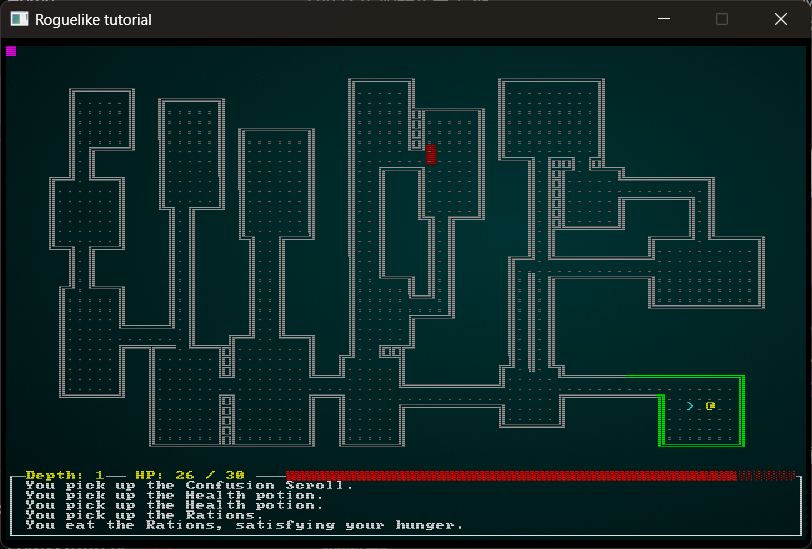 Roguelike tutorial
> @
Depth: 1 HP: 26 / 30
You pick up the Confusion Scroll.
You pick up the Health potion.
You pick up the Health potion.
You pick up the Rations.
You eat the Rations, satisfying your hunger.